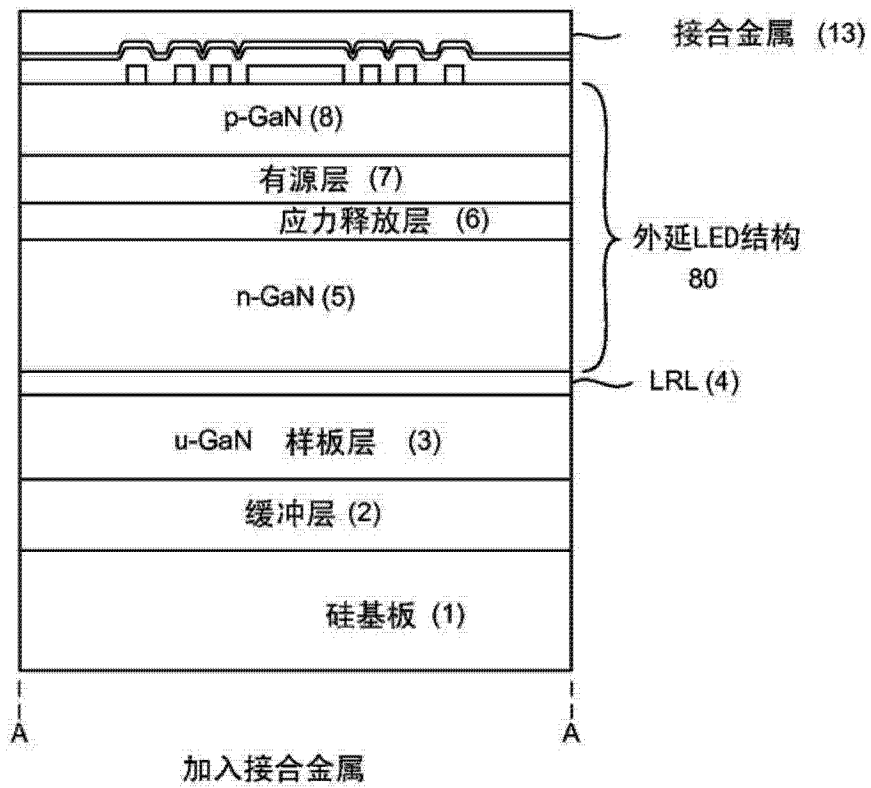 接合金属 (13)
p-GaN (8)
有源层 (7)
应力释放层 (6)
外延LED结构
80
n-GaN (5)
LRL (4)
u-GaN 样板层 (3)
缓冲层 (2)
硅基板 (1)
A A
加入接合金属